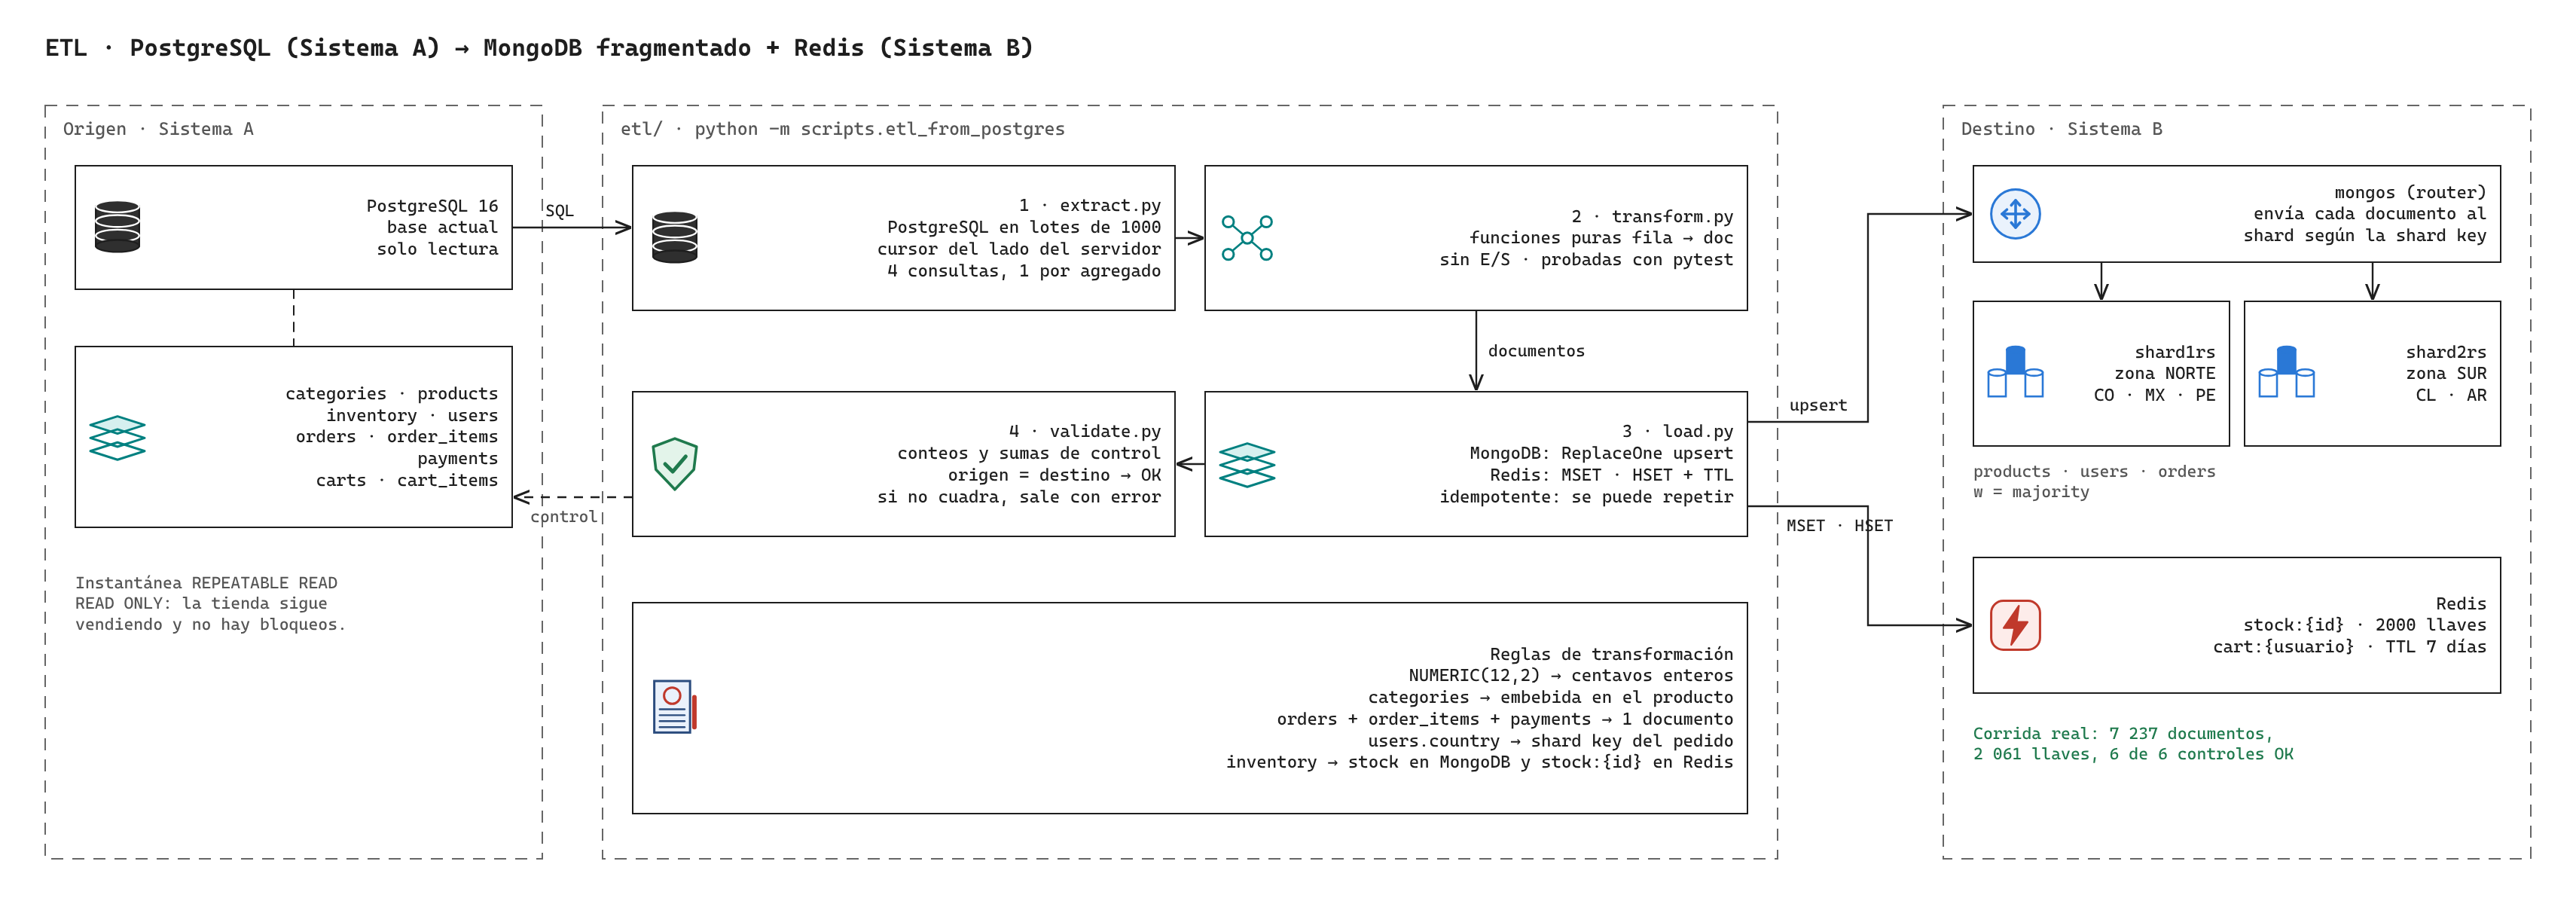 ETL · PostgreSQL (Sistema A) → MongoDB fragmentado + Redis (Sistema B)
Origen · Sistema A
PostgreSQL 16
base actual
solo lectura
categories · products
inventory · users
orders · order_items
payments
carts · cart_items
Instantánea REPEATABLE READ
READ ONLY: la tienda sigue
vendiendo y no hay bloqueos.
SQL
control
etl/ · python -m scripts.etl_from_postgres
1 · extract.py
PostgreSQL en lotes de 1000
cursor del lado del servidor
4 consultas, 1 por agregado
2 · transform.py
funciones puras fila → doc
sin E/S · probadas con pytest
documentos
4 · validate.py
conteos y sumas de control
origen = destino → OK
si no cuadra, sale con error
3 · load.py
MongoDB: ReplaceOne upsert
Redis: MSET · HSET + TTL
idempotente: se puede repetir
Reglas de transformación
NUMERIC(12,2) → centavos enteros
categories → embebida en el producto
orders + order_items + payments → 1 documento
users.country → shard key del pedido
inventory → stock en MongoDB y stock:{id} en Redis
upsert
MSET · HSET
Destino · Sistema B
mongos (router)
envía cada documento al
shard según la shard key
shard1rs
zona NORTE
CO · MX · PE
shard2rs
zona SUR
CL · AR
products · users · orders
w = majority
Redis
stock:{id} · 2000 llaves
cart:{usuario} · TTL 7 días
Corrida real: 7 237 documentos,
2 061 llaves, 6 de 6 controles OK